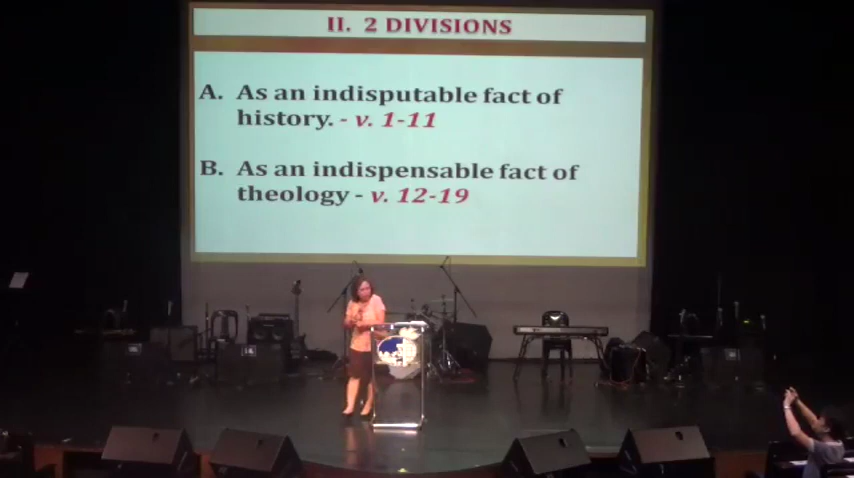 II. 2 DIVISIONS
A. As an indisputable fact of
history. - v. 1-11
B. As an indispensable fact of
theology - v. 12-19